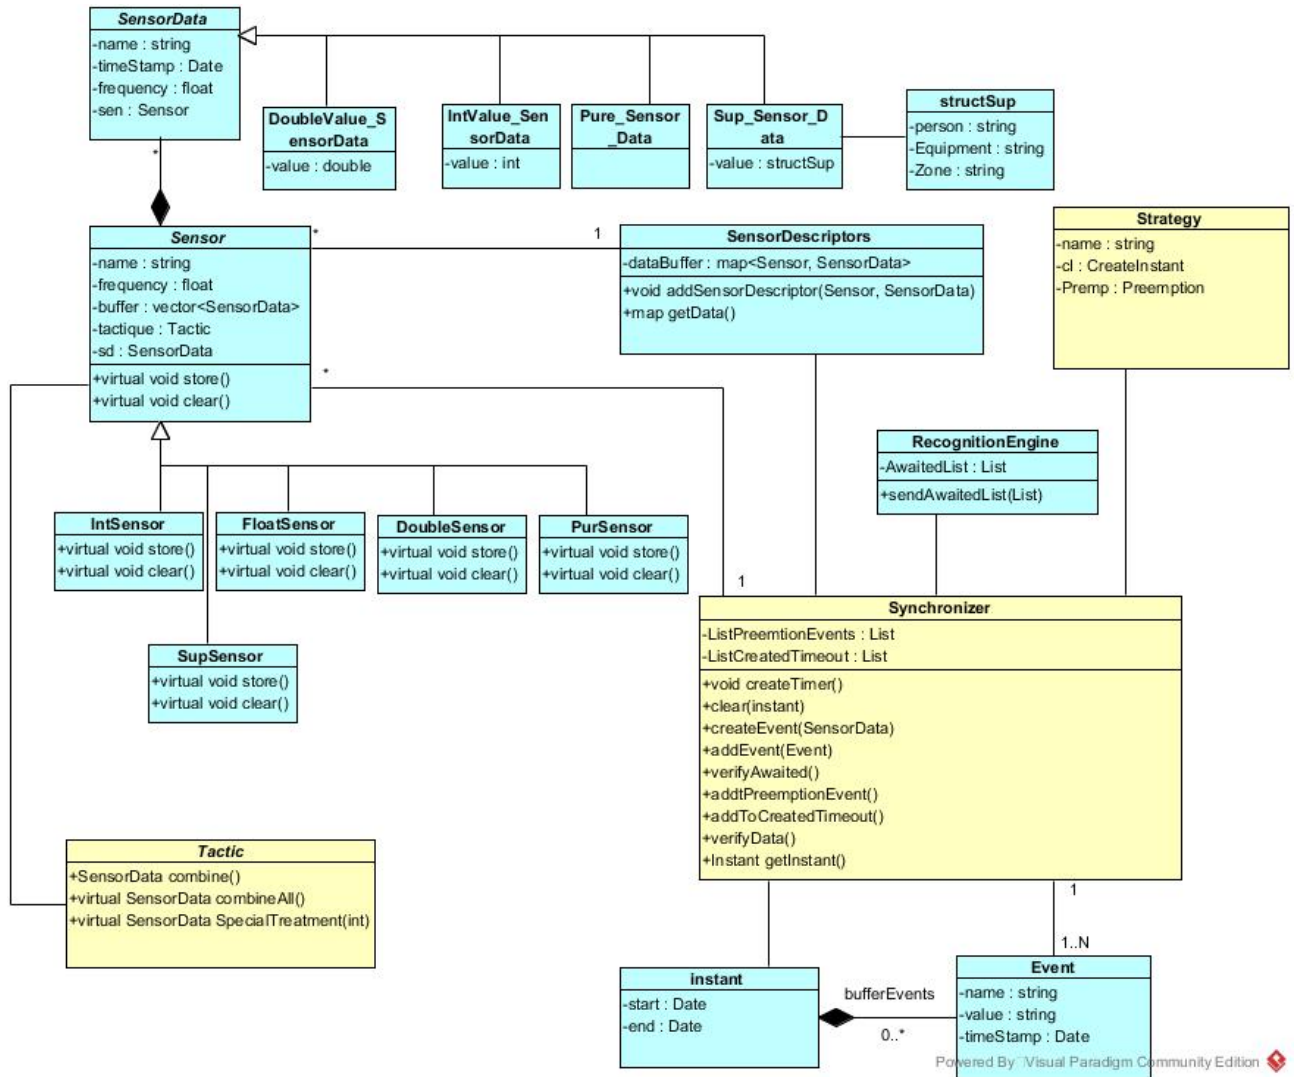 SensorData
-name : string
-timeStamp : Date
-frequency : float
-sen : Sensor
DoubleValue_S
ensorData
-value : double
IntValue_Sen
sorData
-value : int
Pure_Sensor
_Data
Sup_Sensor_D
ata
-value : structSup
structSup
-person : string
-Equipment : string
-Zone : string
*
Sensor
-name : string
-frequency : float
-buffer : vector<SensorData>
-tactique : Tactic
-sd : SensorData
+virtual void store()
+virtual void clear()
*
1
SensorDescriptors
-dataBuffer : map<Sensor, SensorData>
+void addSensorDescriptor(Sensor, SensorData)
+map getData()
Strategy
-name : string
-cI : CreateInstant
-Premp : Preemption
*
1
RecognitionEngine
-AwaitedList : List
+sendAwaitedList(List)
IntSensor
+virtual void store()
+virtual void clear()
FloatSensor
+virtual void store()
+virtual void clear()
DoubleSensor
+virtual void store()
+virtual void clear()
PurSensor
+virtual void store()
+virtual void clear()
SupSensor
+virtual void store()
+virtual void clear()
Synchronizer
-ListPreemtionEvents : List
-ListCreatedTimeout : List
+void createTimer()
+clear(instant)
+createEvent(SensorData)
+addEvent(Event)
+verifyAwaited()
+addtPreemptionEvent()
+addToCreatedTimeout()
+verifyData()
+Instant getInstant()
Tactic
+SensorData combine()
+virtual SensorData combineAll()
+virtual SensorData SpecialTreatment(int)
1
1..N
instant
-start : Date
-end : Date
bufferEvents
0..*
Event
-name : string
-value : string
-timeStamp : Date
Powered By Visual Paradigm Community Edition